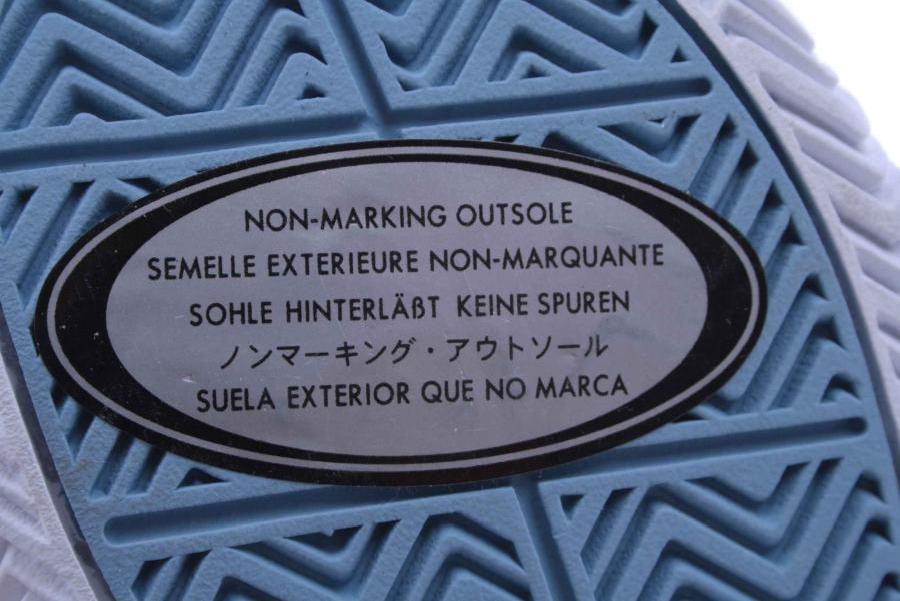 NON-MARKING OUTSOLE
SEMELLE EXTERIEURE NON-MARQUANTE
SOHLE HINTERLÄßT KEINE SPUREN
ノンマーキング・アウトソール
SUELA EXTERIOR QUE NO MARCA